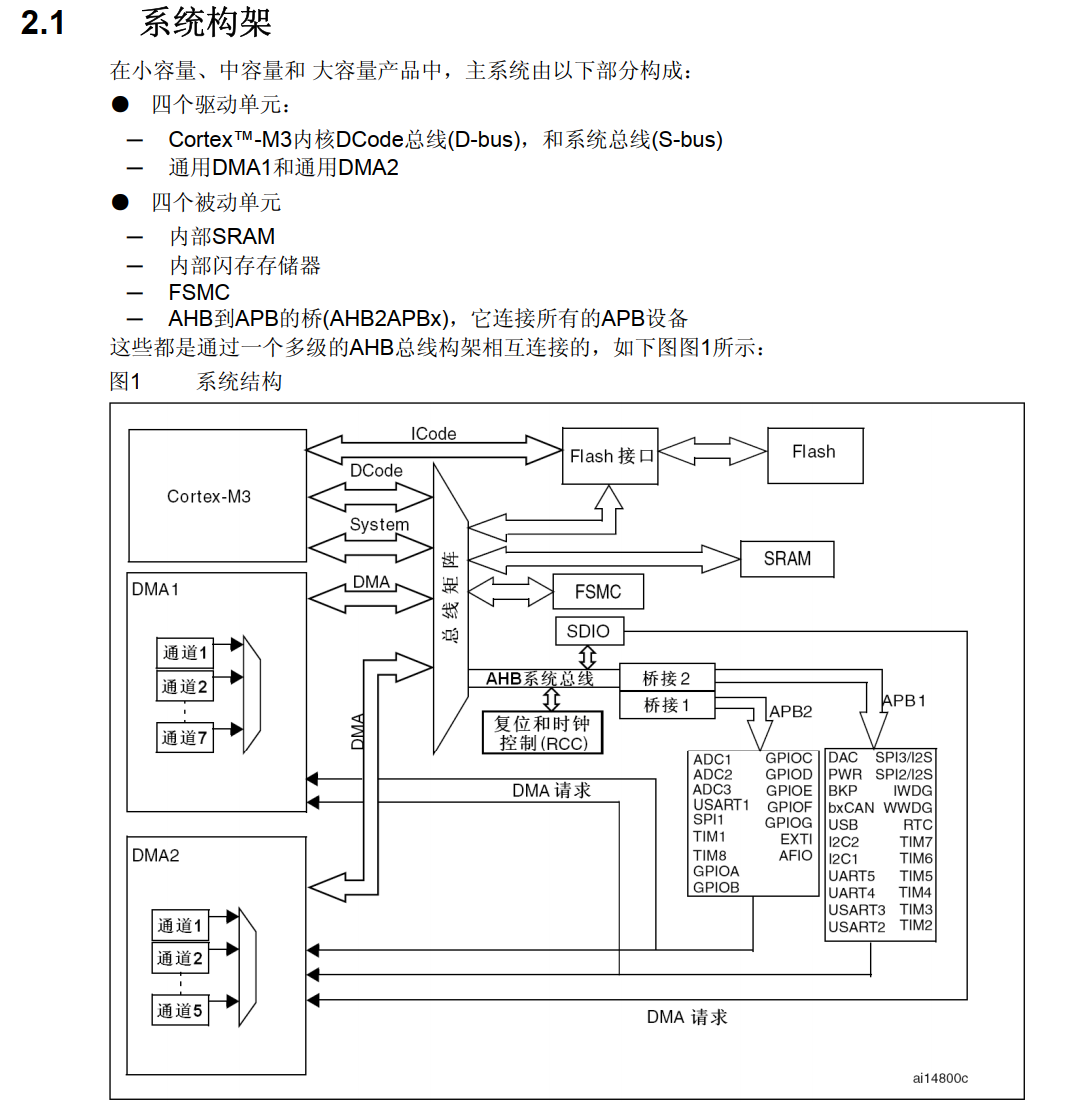 2.1 系统构架
在小容量、中容量和 大容量产品中，主系统由以下部分构成：
● 四个驱动单元：
— Cortex™-M3内核DCode总线(D-bus)，和系统总线(S-bus)
— 通用DMA1和通用DMA2
● 四个被动单元
— 内部SRAM
— 内部闪存存储器
— FSMC
— AHB到APB的桥(AHB2APBx)，它连接所有的APB设备
这些都是通过一个多级的AHB总线构架相互连接的，如下图图1所示：
图1 系统结构
ICode
Flash 接口
Flash
DCode
Cortex-M3
System
总线矩阵
SRAM
DMA1
DMA
FSMC
SDIO
通道1
通道2
通道7
AHB系统总线
桥接2
桥接1
APB1
APB2
复位和时钟
控制(RCC)
DMA
ADC1 GPIOC
ADC2 GPIOD
ADC3 GPIOE
USART1 GPIOF
SPI1 GPIOG
TIM1 EXTI
TIM8 AFIO
GPIOA
GPIOB
DAC SPI3/I2S
PWR SPI2/I2S
BKP IWDG
bxCAN WWDG
USB RTC
I2C2 TIM7
I2C1 TIM6
UART5 TIM5
UART4 TIM4
USART3 TIM3
USART2 TIM2
DMA 请求
DMA2
通道1
通道2
通道5
DMA 请求
ai14800c